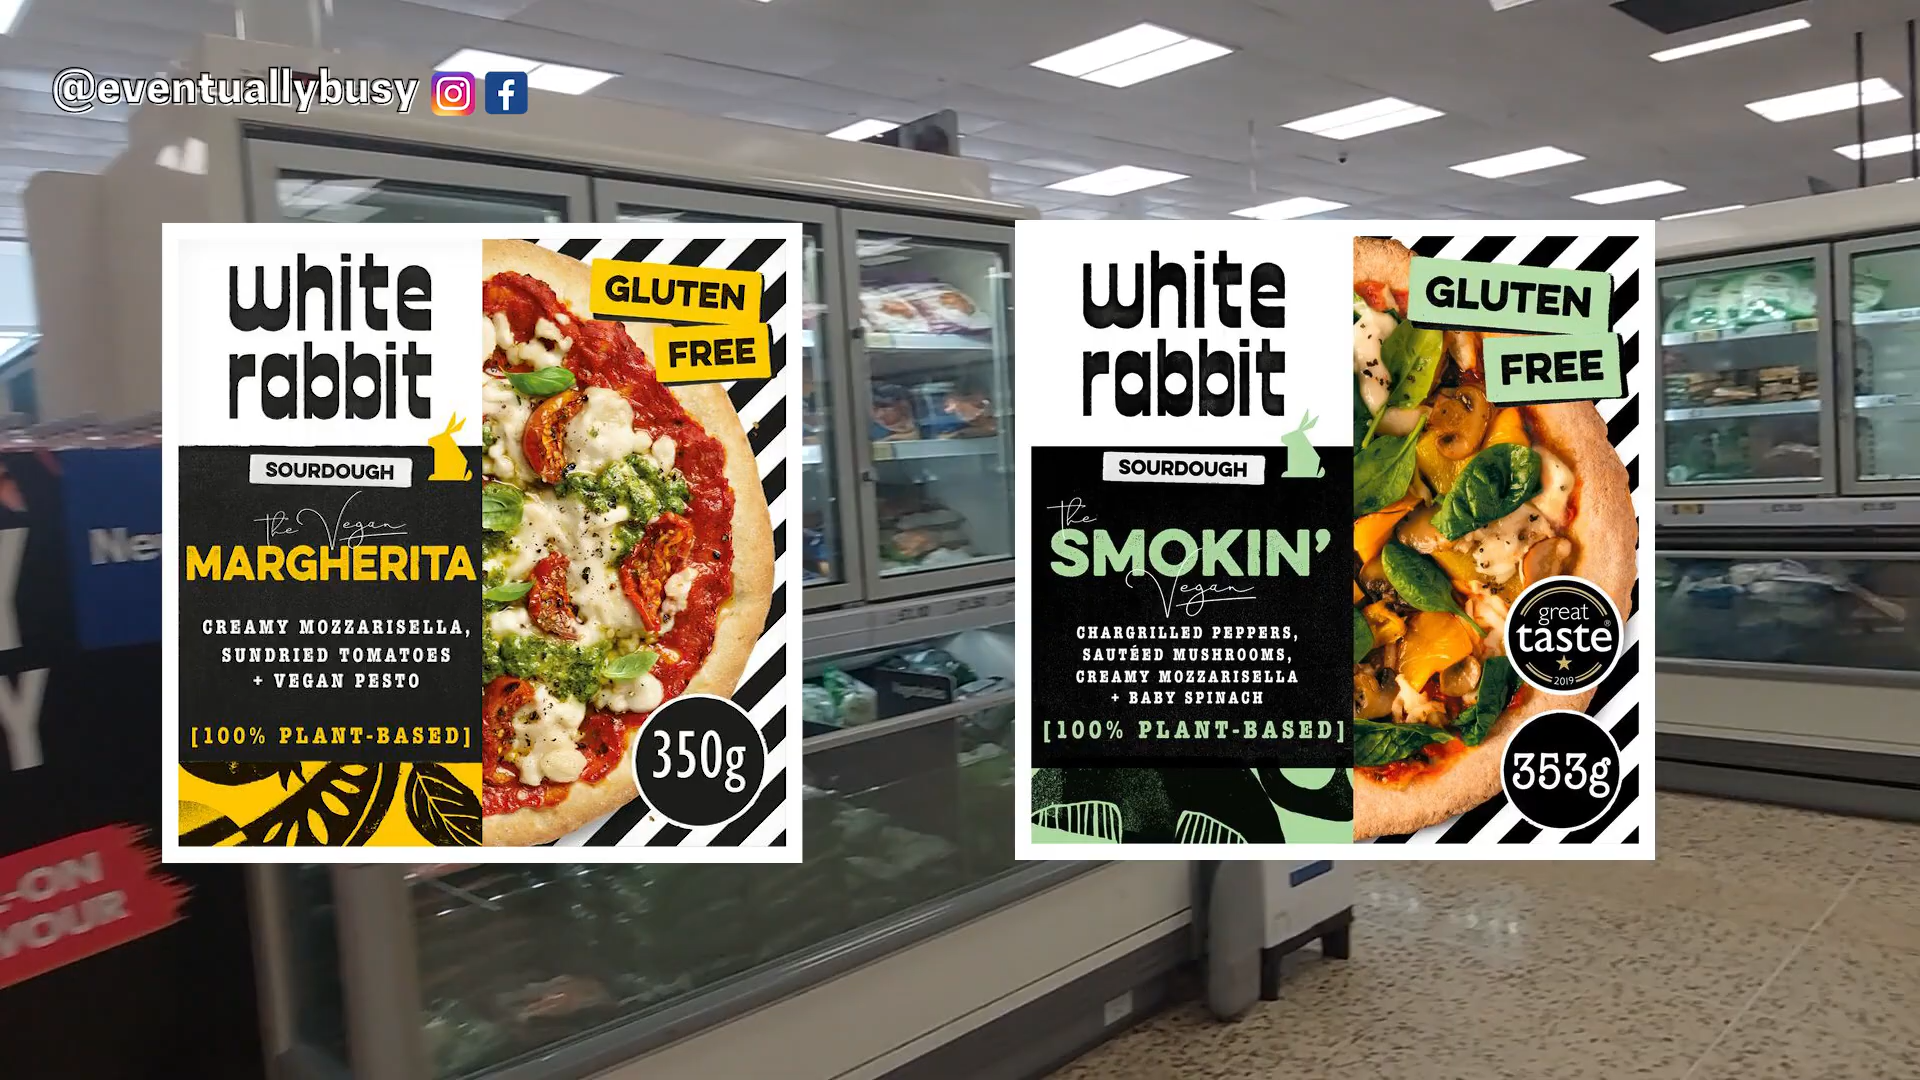 @eventuallybusy
white
rabbit
GLUTEN
FREE
SOURDOUGH
the Vegan
MARGHERITA
CREAMY MOZZARISELLA,
SUNDRIED TOMATOES
+ VEGAN PESTO
[100% PLANT-BASED]
350g
white
rabbit
GLUTEN
FREE
SOURDOUGH
the
SMOKIN'
Vegan
CHARGRILLED PEPPERS,
SAUTÉED MUSHROOMS,
CREAMY MOZZARISELLA
+ BABY SPINACH
[100% PLANT-BASED]
great
taste
2019
353g
-ON